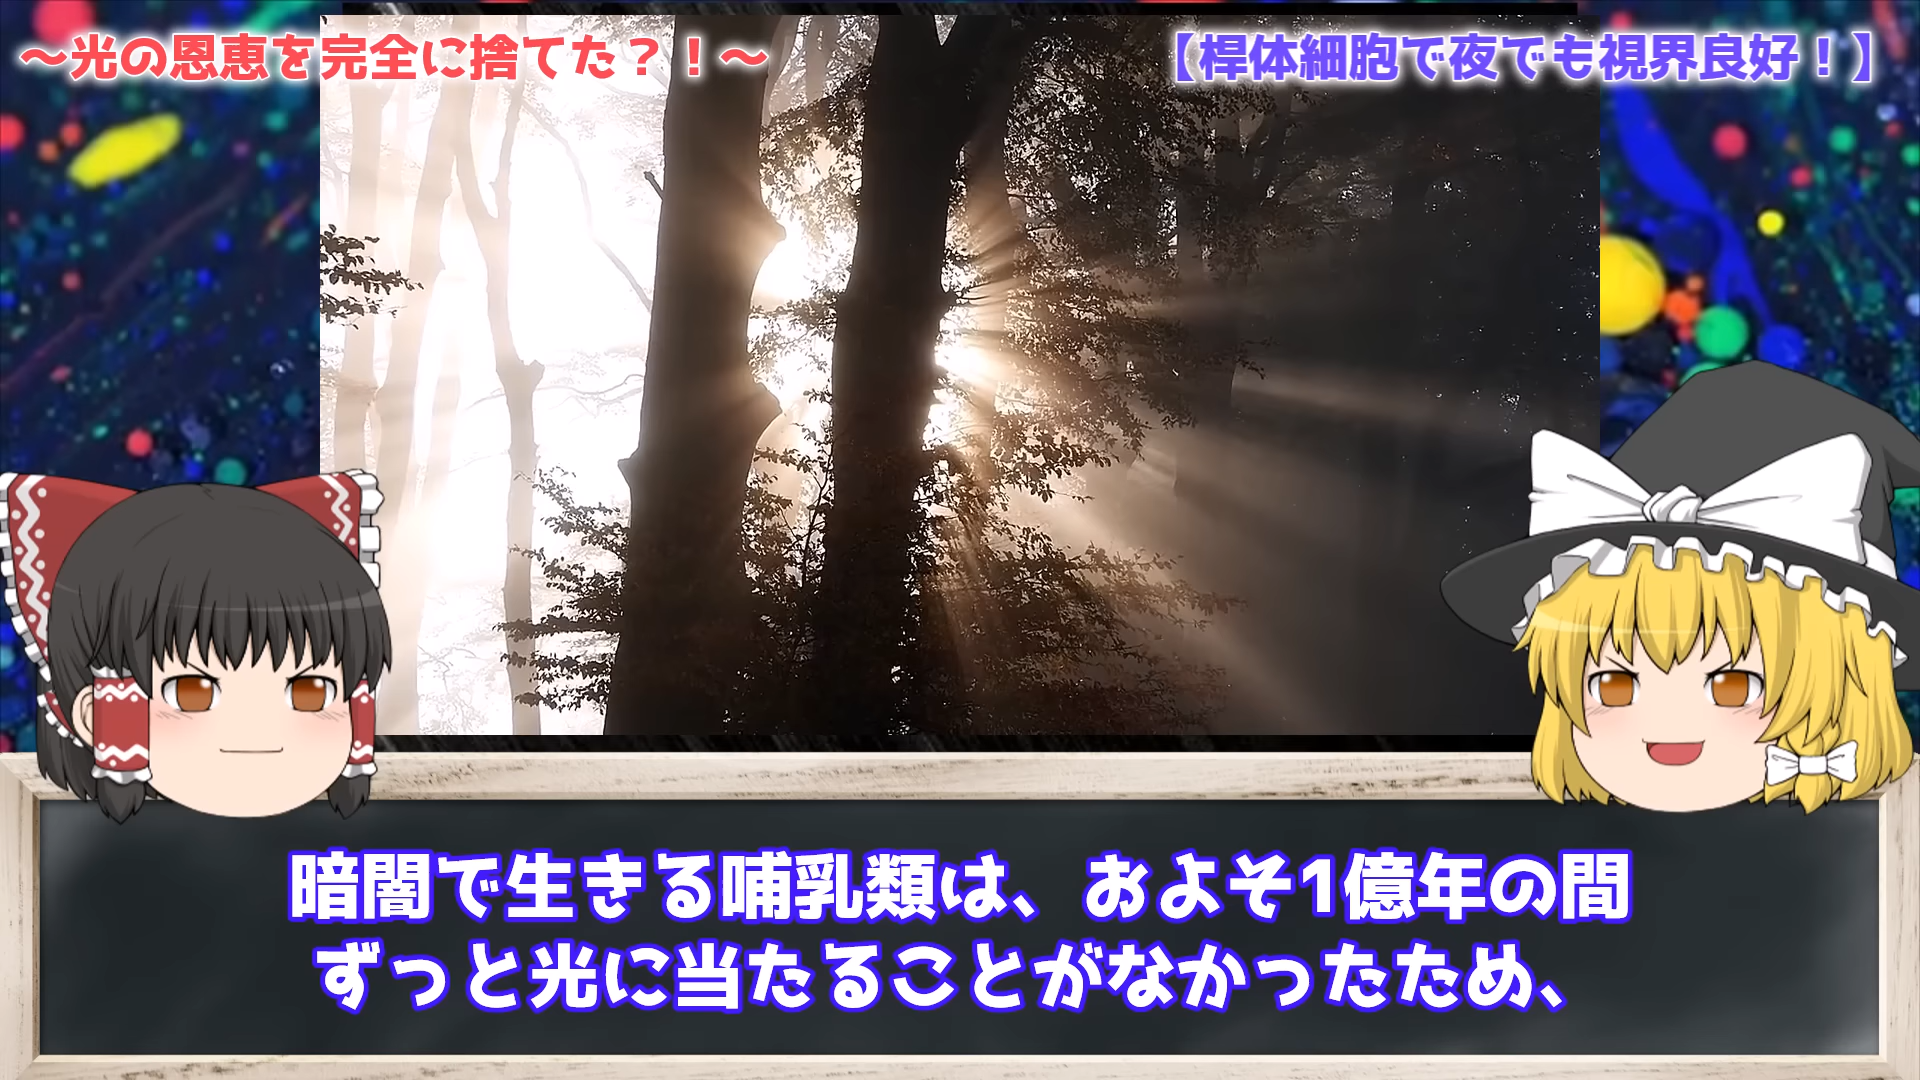 ～光の恩恵を完全に捨てた？！～
【桿体細胞で夜でも視界良好！】
暗闇で生きる哺乳類は、およそ1億年の間
ずっと光に当たることがなかったため、